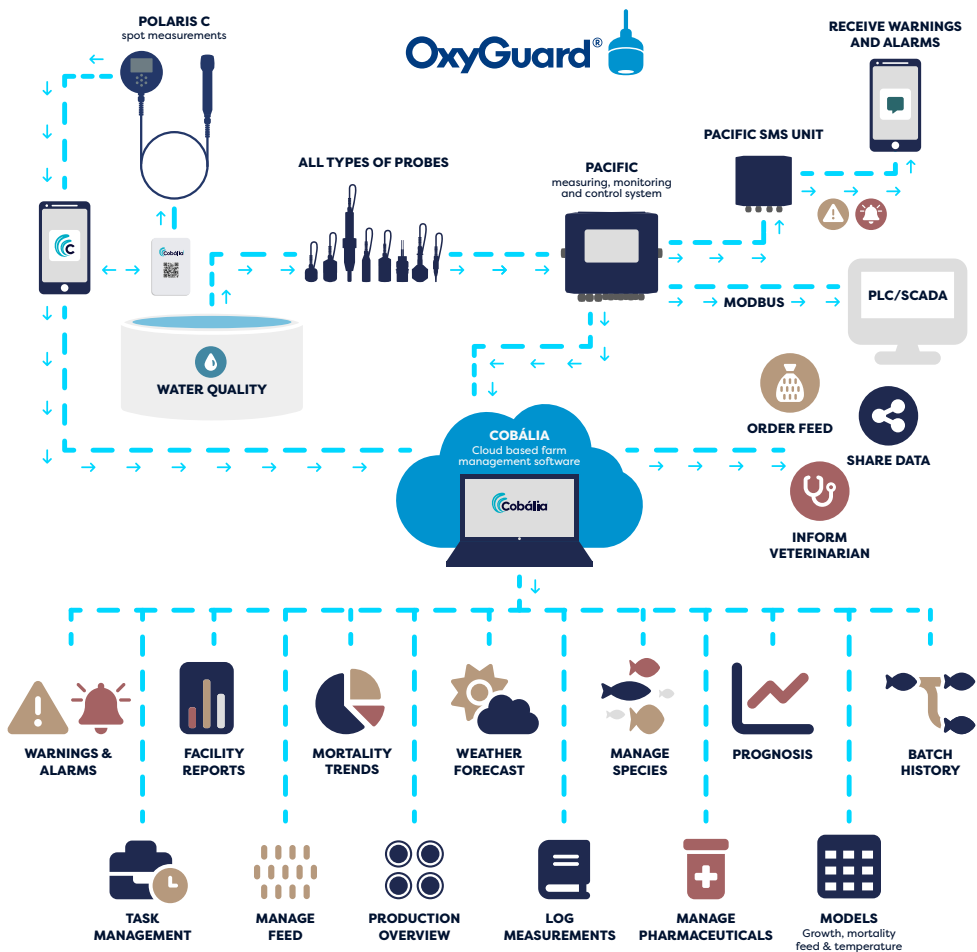 POLARIS C
spot measurements
OxyGuard®
RECEIVE WARNINGS
AND ALARMS
PACIFIC SMS UNIT
ALL TYPES OF PROBES
PACIFIC
measuring, monitoring
and control system
C
Cobália
MODBUS
PLC/SCADA
WATER QUALITY
ORDER FEED
SHARE DATA
INFORM
VETERINARIAN
COBÁLIA
Cloud based farm
management software
Cobália
WARNINGS &
ALARMS
FACILITY
REPORTS
MORTALITY
TRENDS
WEATHER
FORECAST
MANAGE
SPECIES
PROGNOSIS
BATCH
HISTORY
TASK
MANAGEMENT
MANAGE
FEED
PRODUCTION
OVERVIEW
LOG
MEASUREMENTS
MANAGE
PHARMACEUTICALS
MODELS
Growth, mortality
feed & temperature